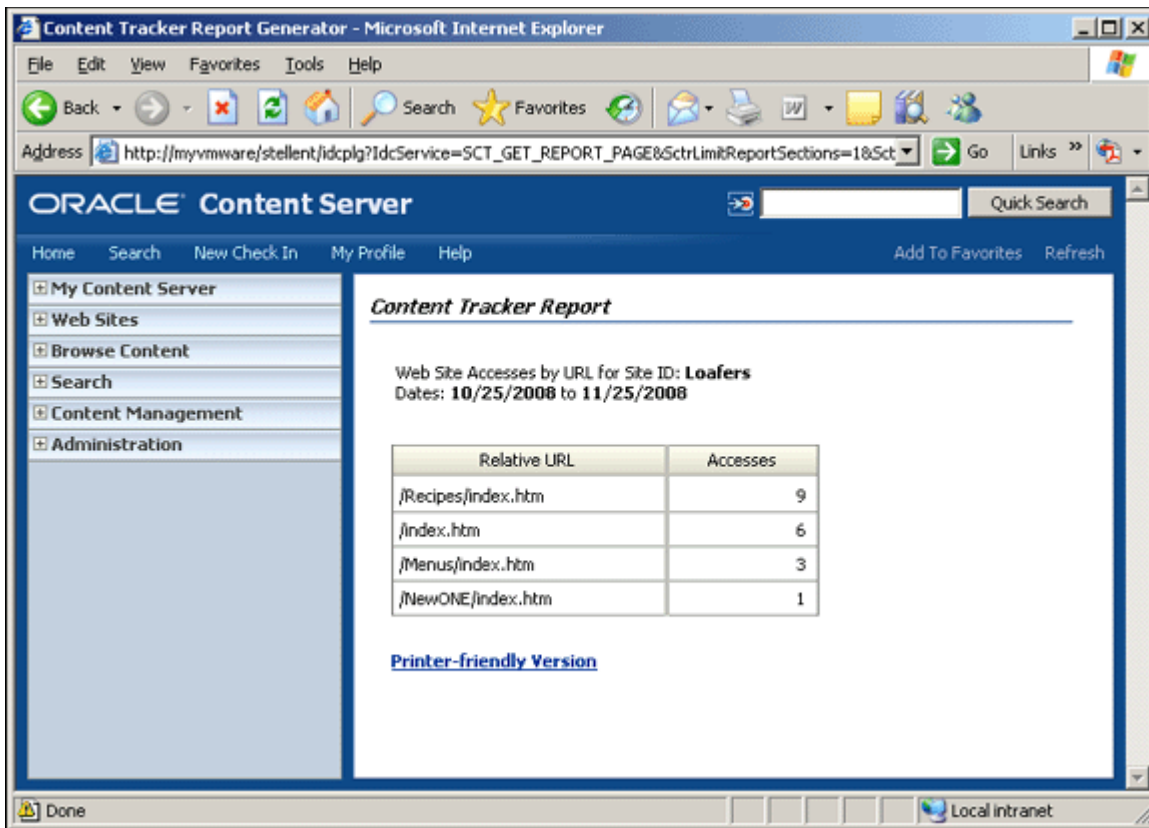 Content Tracker Report Generator - Microsoft Internet Explorer
File Edit View Favorites Tools Help
Back Search Favorites W
Address http://myvmware/stellent/idcplg?IdcService=SCT_GET_REPORT_PAGE&SctrLimitReportSections=1&Sct Go Links »
ORACLE Content Server Quick Search
Home Search New Check In My Profile Help Add To Favorites Refresh
My Content Server
Web Sites
Browse Content
Search
Content Management
Administration
Content Tracker Report
Web Site Accesses by URL for Site ID: Loafers
Dates: 10/25/2008 to 11/25/2008
Relative URL Accesses
/Recipes/index.htm 9
/index.htm 6
/Menus/index.htm 3
/NewONE/index.htm 1
Printer-friendly Version
Done Local intranet